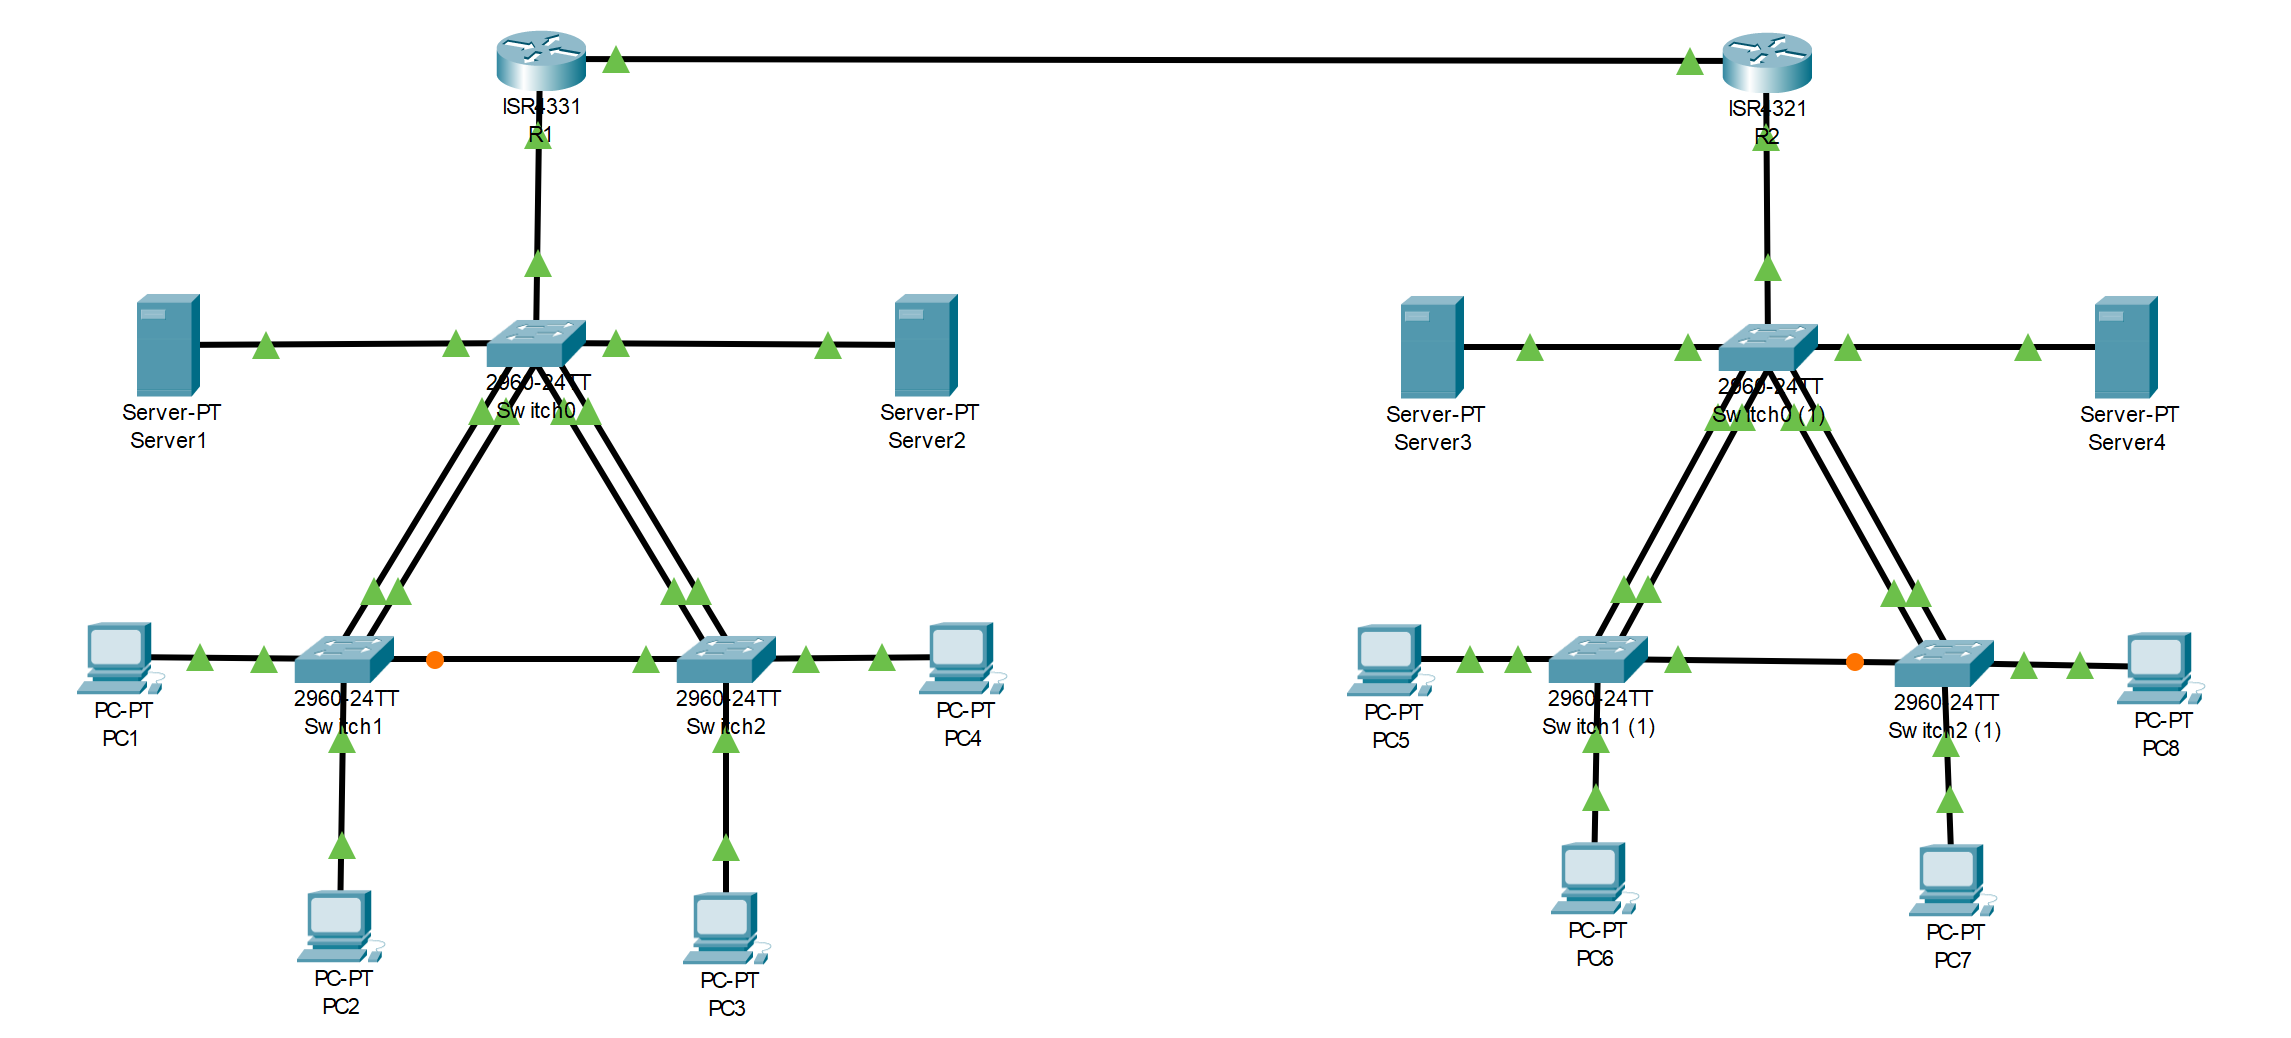 ISR4331
R1
ISR4321
R2
Server-PT
Server1
2960-24TT
Switch0
Server-PT
Server2
Server-PT
Server3
2960-24TT
Switch0 (1)
Server-PT
Server4
PC-PT
PC1
2960-24TT
Switch1
2960-24TT
Switch2
PC-PT
PC4
PC-PT
PC5
2960-24TT
Switch1 (1)
2960-24TT
Switch2 (1)
PC-PT
PC8
PC-PT
PC2
PC-PT
PC3
PC-PT
PC6
PC-PT
PC7